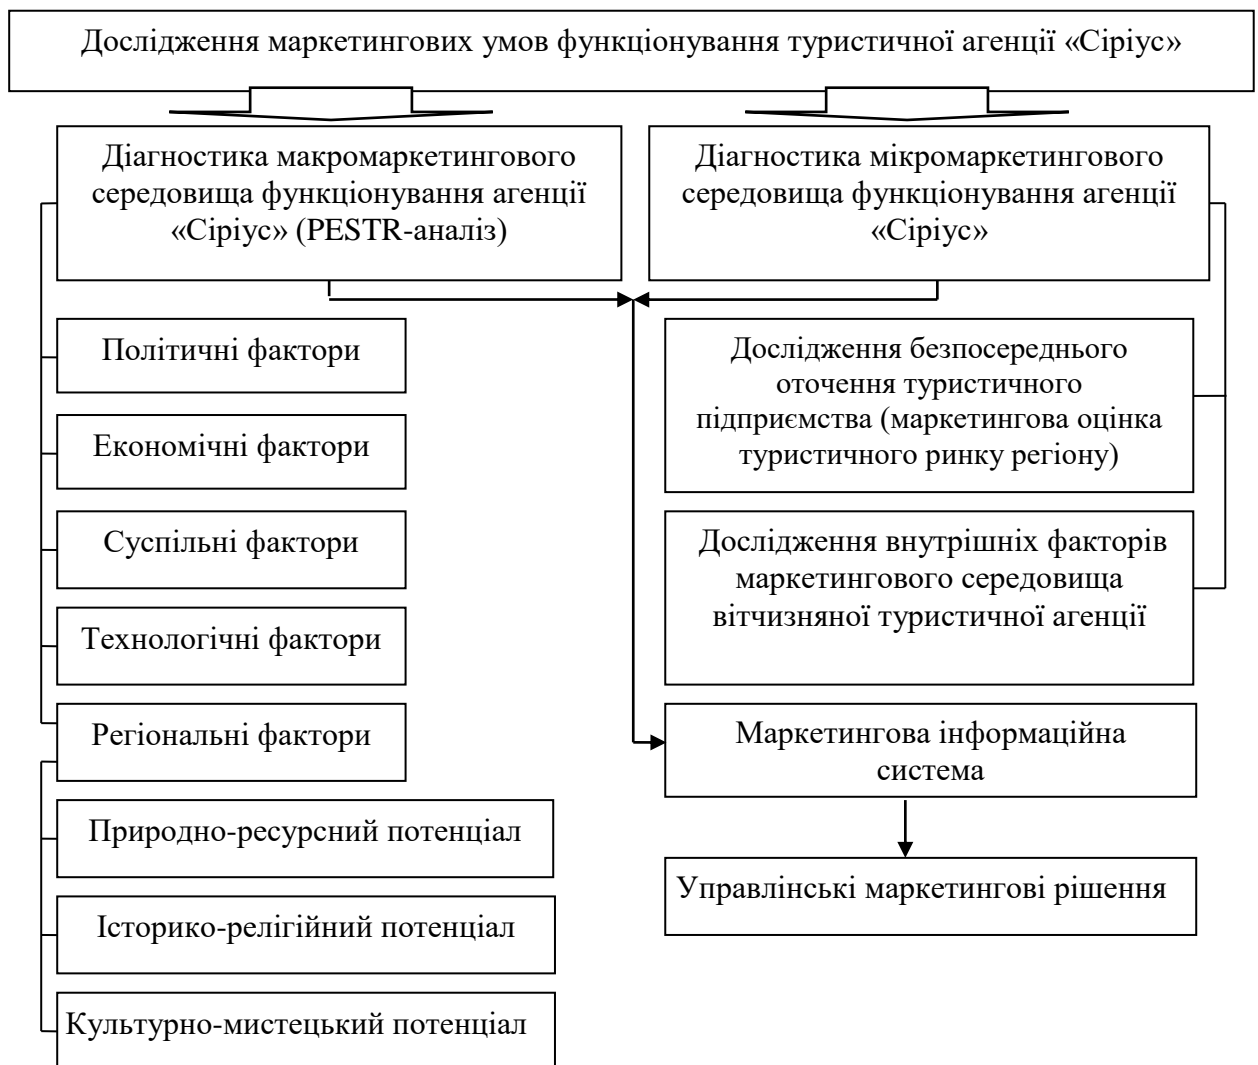 Дослідження маркетингових умов функціонування туристичної агенції «Сіріус»
Діагностика макромаркетингового
середовища функціонування агенції
«Сіріус» (PESTR-аналіз)
Діагностика мікромаркетингового
середовища функціонування агенції
«Сіріус»
Політичні фактори
Економічні фактори
Суспільні фактори
Технологічні фактори
Регіональні фактори
Природно-ресурсний потенціал
Історико-релігійний потенціал
Культурно-мистецький потенціал
Дослідження безпосереднього
оточення туристичного
підприємства (маркетингова оцінка
туристичного ринку регіону)
Дослідження внутрішніх факторів
маркетингового середовища
вітчизняної туристичної агенції
Маркетингова інформаційна
система
Управлінські маркетингові рішення